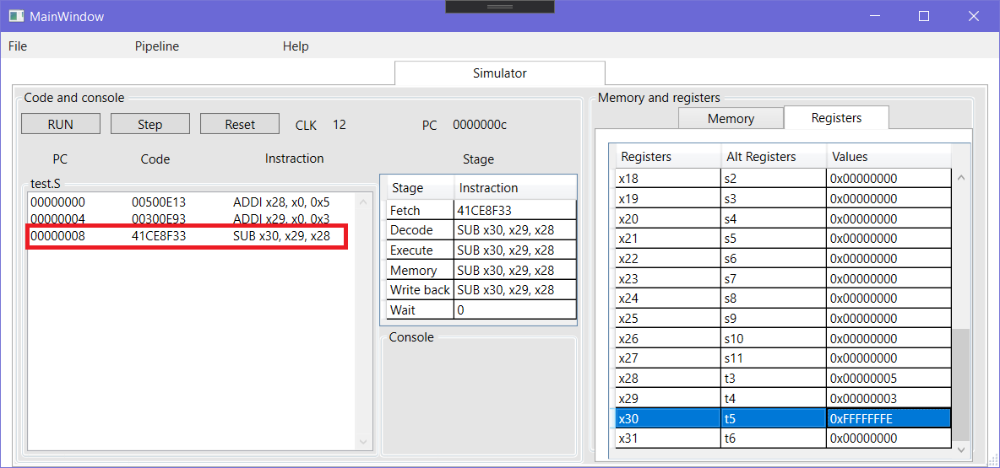 MainWindow
File Pipeline Help
Simulator
Code and console
RUN Step Reset CLK 12 PC 0000000c
PC Code Instraction Stage
test.S
00000000 00500E13 ADDI x28, x0, 0x5
00000004 00300E93 ADDI x29, x0, 0x3
00000008 41CE8F33 SUB x30, x29, x28
Stage Instraction
Fetch 41CE8F33
Decode SUB x30, x29, x28
Execute SUB x30, x29, x28
Memory SUB x30, x29, x28
Write back SUB x30, x29, x28
Wait 0
Console
Memory and registers
Memory Registers
Registers Alt Registers Values
x18 s2 0x00000000
x19 s3 0x00000000
x20 s4 0x00000000
x21 s5 0x00000000
x22 s6 0x00000000
x23 s7 0x00000000
x24 s8 0x00000000
x25 s9 0x00000000
x26 s10 0x00000000
x27 s11 0x00000000
x28 t3 0x00000005
x29 t4 0x00000003
x30 t5 0xFFFFFFFE
x31 t6 0x00000000